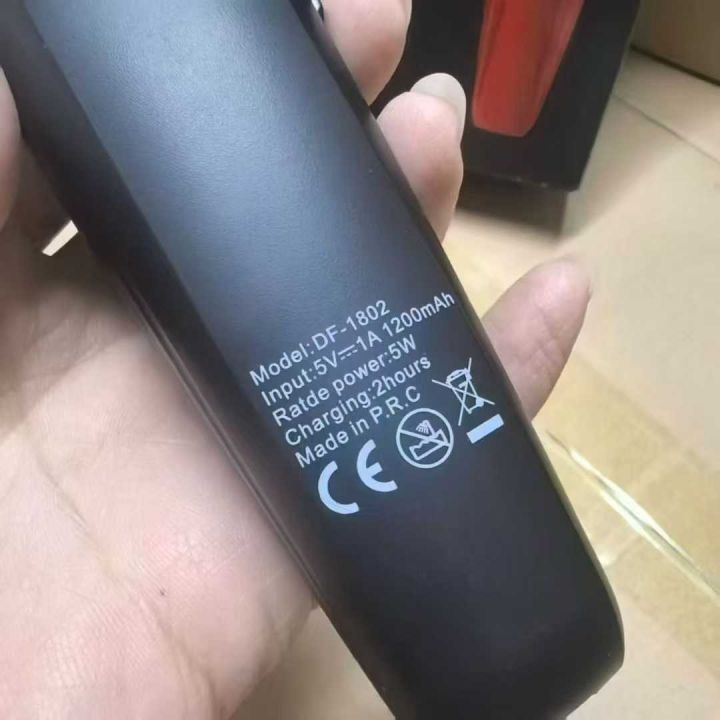 Model:DF-1802
Input:5V⎓1A 1200mAh
Ratde power:5W
Charging:2hours
Made in P.R.C
CE